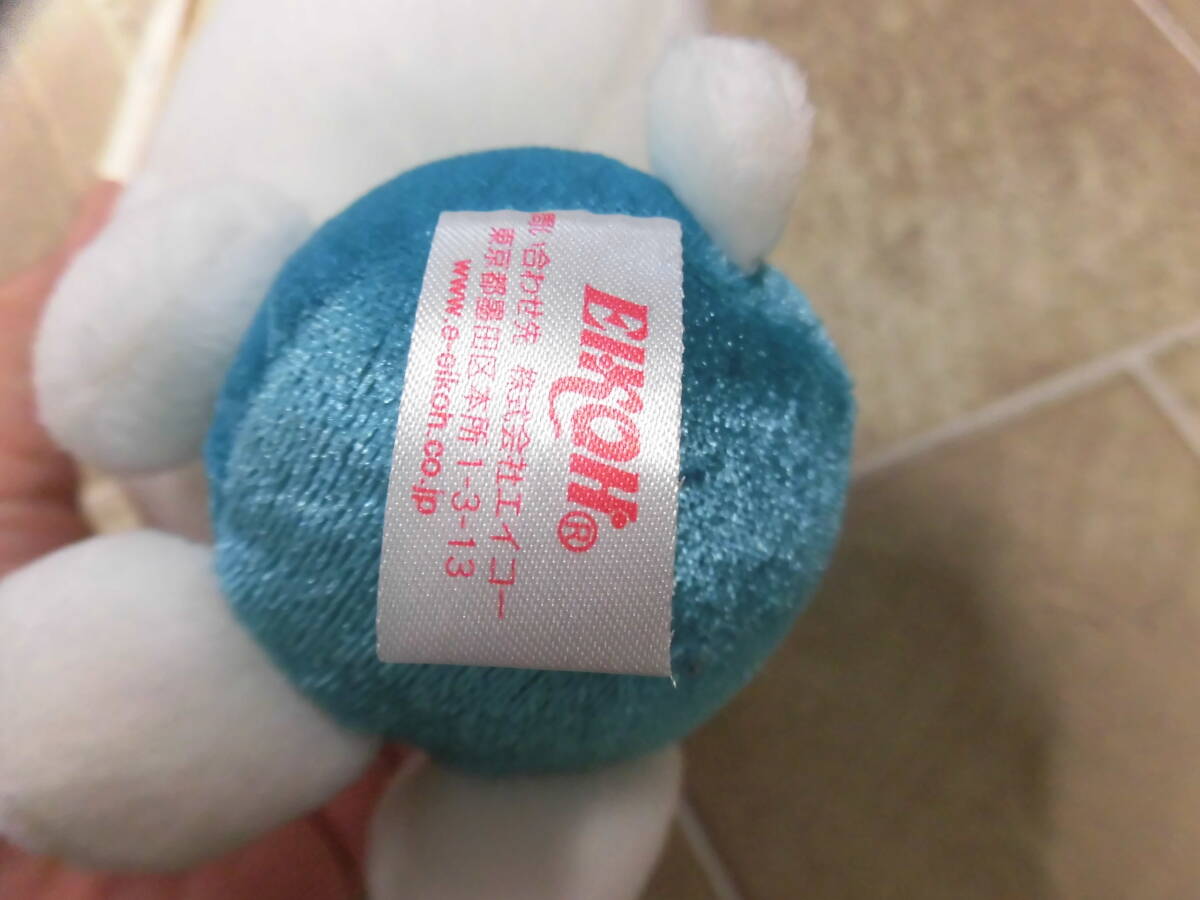 EIKOH®
問い合わせ先 株式会社エイコー
東京都墨田区本所 1-3-13
www.e-eikoh.co.jp